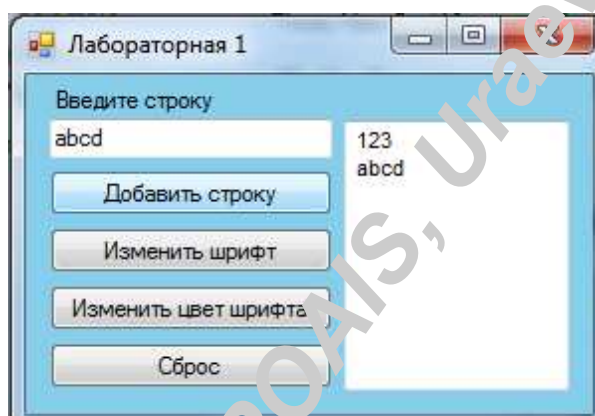 Лабораторная 1
Введите строку
abcd
Добавить строку
Изменить шрифт
Изменить цвет шрифта
Сброс
123
abcd